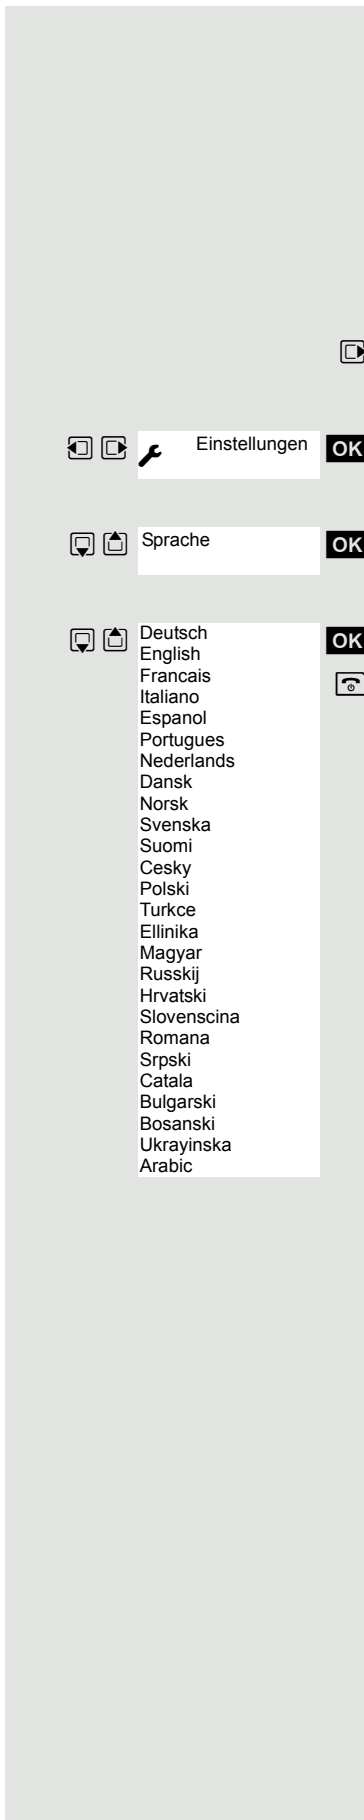 Einstellungen OK
Sprache OK
Deutsch OK
English
Francais
Italiano
Espanol
Portugues
Nederlands
Dansk
Norsk
Svenska
Suomi
Cesky
Polski
Turkce
Ellinika
Magyar
Russkij
Hrvatski
Slovenscina
Romana
Srpski
Catala
Bulgarski
Bosanski
Ukrayinska
Arabic